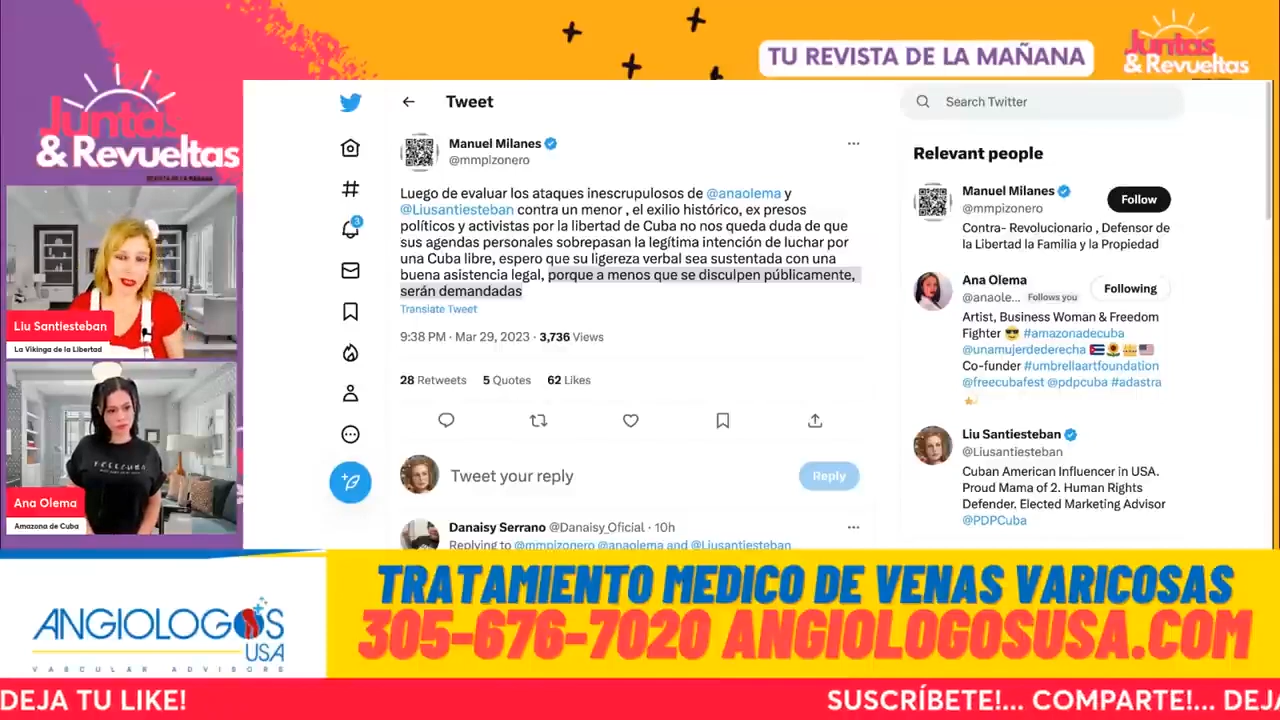 TU REVISTA DE LA MAÑANA
Juntas
& Revueltas
Juntas
& Revueltas
Liu Santiesteban
La Vikinga de la Libertad
Ana Olema
Amazona de Cuba
FREECUBA
Tweet
Manuel Milanes
@mmpizonero
Luego de evaluar los ataques inescrupulosos de @anaolema y
@Liusantiesteban contra un menor , el exilio histórico, ex presos
políticos y activistas por la libertad de Cuba no nos queda duda de que
sus agendas personales sobrepasan la legítima intención de luchar por
una Cuba libre, espero que su ligereza verbal sea sustentada con una
buena asistencia legal, porque a menos que se disculpen públicamente,
serán demandadas
Translate Tweet
9:38 PM · Mar 29, 2023 · 3,736 Views
28 Retweets 5 Quotes 62 Likes
3
Tweet your reply
Reply
Danaisy Serrano @Danaisy_Oficial · 10h
Replying to @mmpizonero @anaolema and @Liusantiesteban
Search Twitter
Relevant people
Manuel Milanes
@mmpizonero
Follow
Contra- Revolucionario , Defensor de
la Libertad la Familia y la Propiedad
Ana Olema
@anaole... Follows you
Following
Artist, Business Woman & Freedom
Fighter 😎 #amazonadecuba
@unamujerdederecha 🇨🇺🌻👑🇺🇸
Co-founder #umbrellaartfoundation
@freecubafest @pdpcuba #adastra
💫
Liu Santiesteban
@Liusantiesteban
Cuban American Influencer in USA.
Proud Mama of 2. Human Rights
Defender. Elected Marketing Advisor
@PDPCuba
ANGIOLOGOS
USA
VASCULAR ADVISORS
TRATAMIENTO MEDICO DE VENAS VARICOSAS
305-676-7020 ANGIOLOGOSUSA.COM
DEJA TU LIKE! SUSCRÍBETE!... COMPARTE!... DEJA